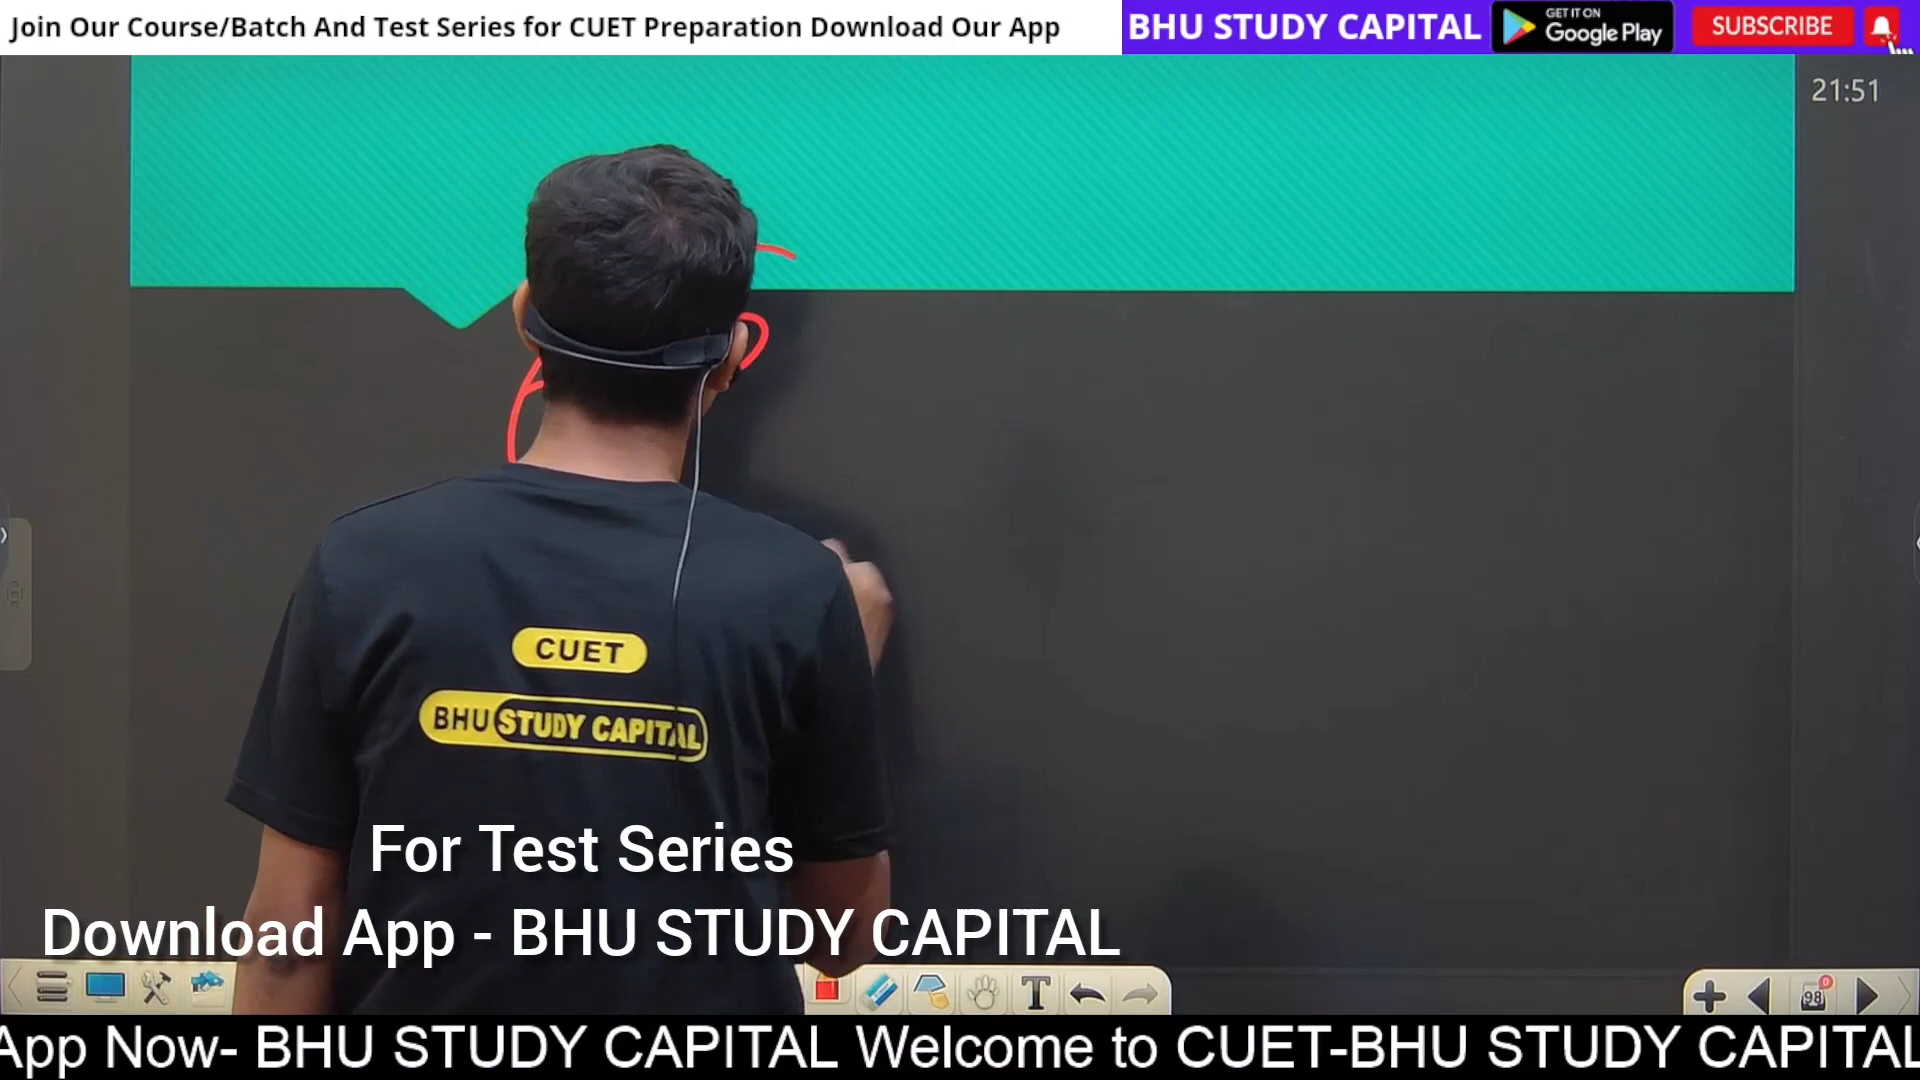 Join Our Course/Batch And Test Series for CUET Preparation Download Our App
BHU STUDY CAPITAL
GET IT ON
Google Play
SUBSCRIBE
21:51
CUET
BHU STUDY CAPITAL
For Test Series
Download App - BHU STUDY CAPITAL
T
0
98
App Now- BHU STUDY CAPITAL Welcome to CUET-BHU STUDY CAPITAL